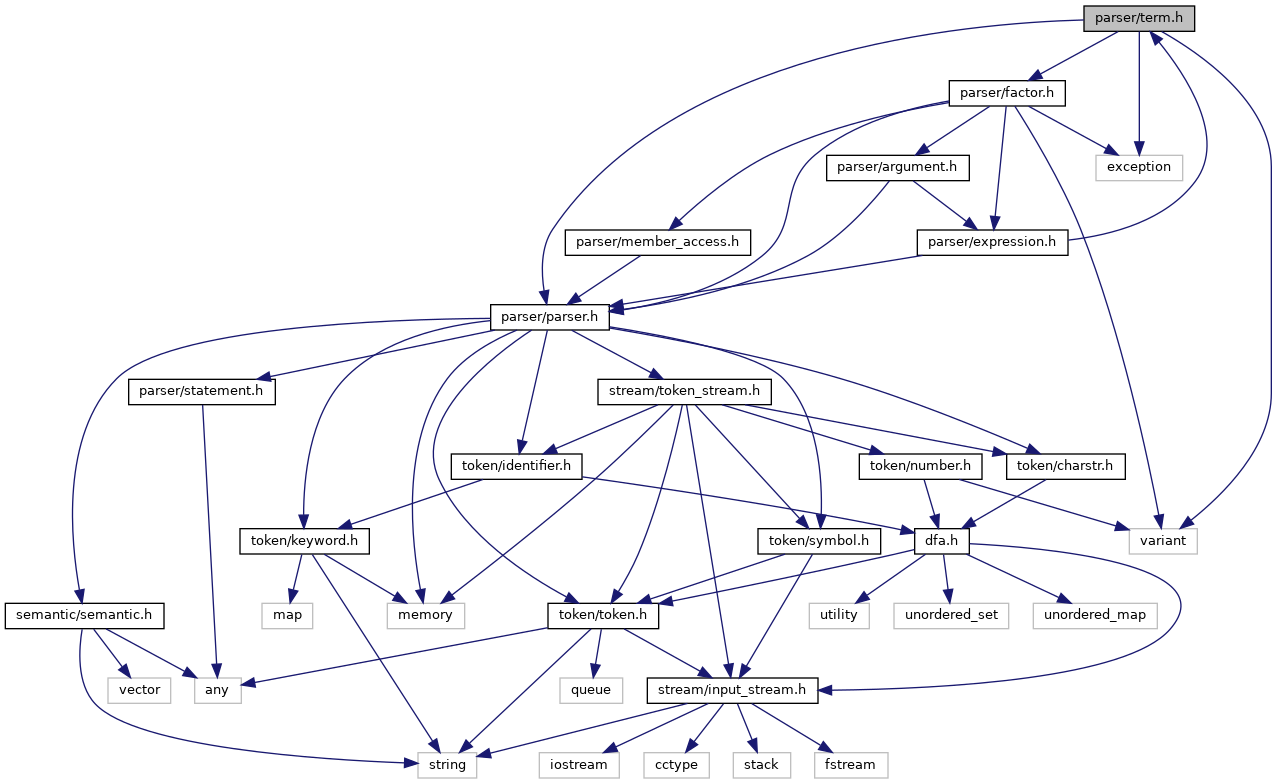 parser/term.h
parser/factor.h
parser/argument.h
exception
parser/member_access.h
parser/expression.h
parser/parser.h
parser/statement.h
stream/token_stream.h
token/identifier.h
token/number.h
token/charstr.h
token/keyword.h
token/symbol.h
dfa.h
variant
semantic/semantic.h
map
memory
token/token.h
utility
unordered_set
unordered_map
vector
any
queue
stream/input_stream.h
string
iostream
cctype
stack
fstream